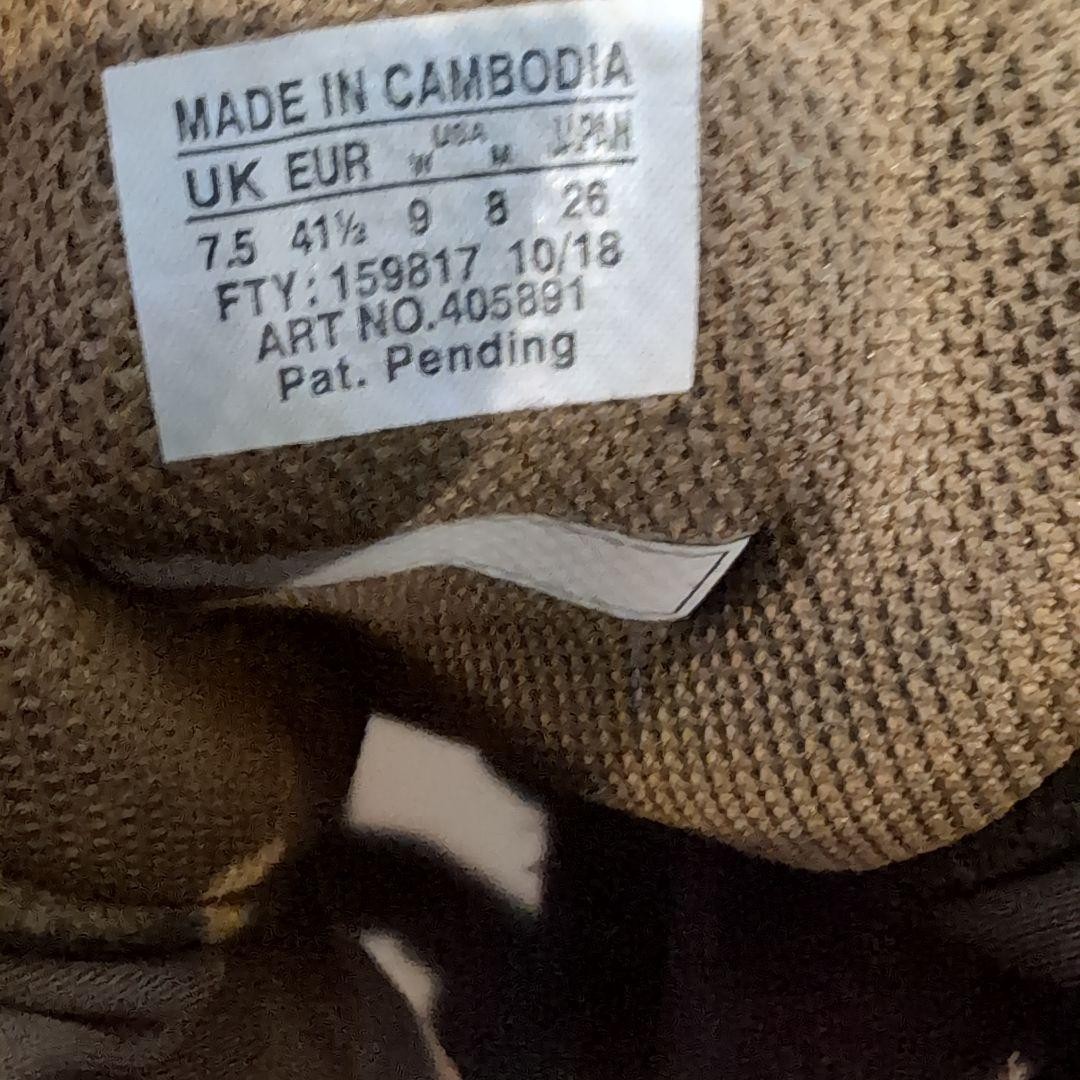 MADE IN CAMBODIA
USA
UK EUR W M JAPAN
7.5 41½ 9 8 26
FTY: 159817 10/18
ART NO.405891
Pat. Pending